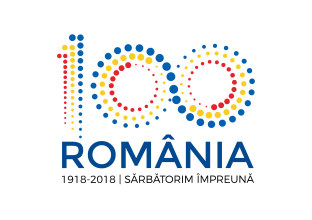 100
ROMÂNIA
1918-2018 | SĂRBĂTORIM ÎMPREUNĂ